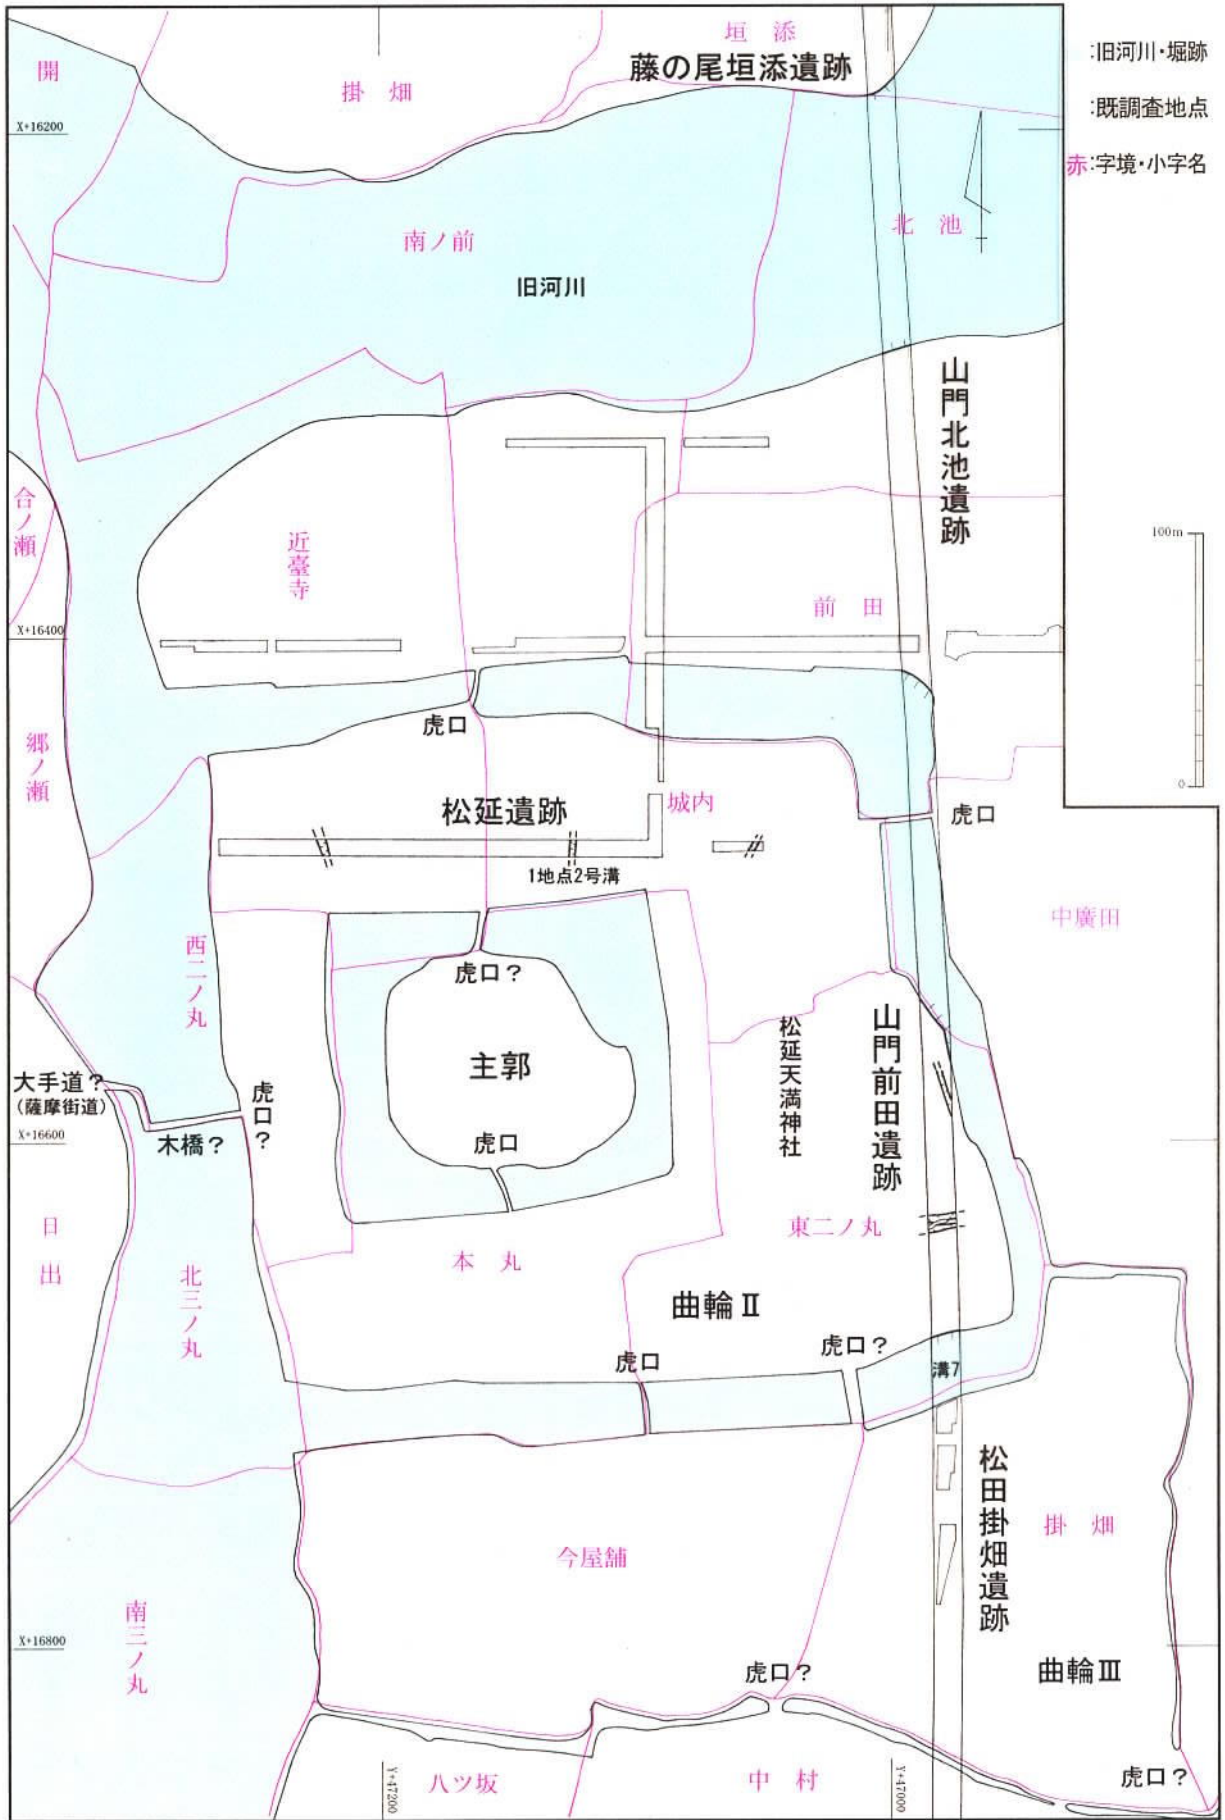 垣添
:旧河川・堀跡
開
藤の尾垣添遺跡
掛畑
:既調査地点
X+16200
赤:字境・小字名
北池
南ノ前
旧河川
山門北池遺跡
合ノ瀬
100m
近臺寺
前田
X+16400
虎口
郷ノ瀬
0
城内
松延遺跡
虎口
1地点2号溝
中廣田
西二ノ丸
虎口？
松延天満神社
山門前田遺跡
主郭
大手道？
(薩摩街道)
虎口？
X+16600
木橋？
虎口
日出
東二ノ丸
本丸
北三ノ丸
曲輪Ⅱ
虎口？
虎口
溝7
松田掛畑遺跡
掛畑
今屋舗
南三ノ丸
X+16800
曲輪Ⅲ
虎口？
Y+47200
Y+47000
八ツ坂
中村
虎口？